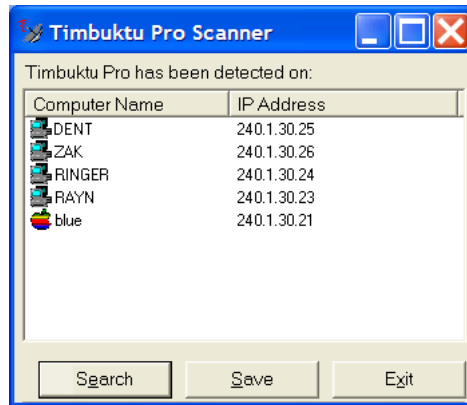 Timbuktu Pro Scanner
Timbuktu Pro has been detected on:
Computer Name IP Address
DENT 240.1.30.25
ZAK 240.1.30.26
RINGER 240.1.30.24
RAYN 240.1.30.23
blue 240.1.30.21
Search Save Exit